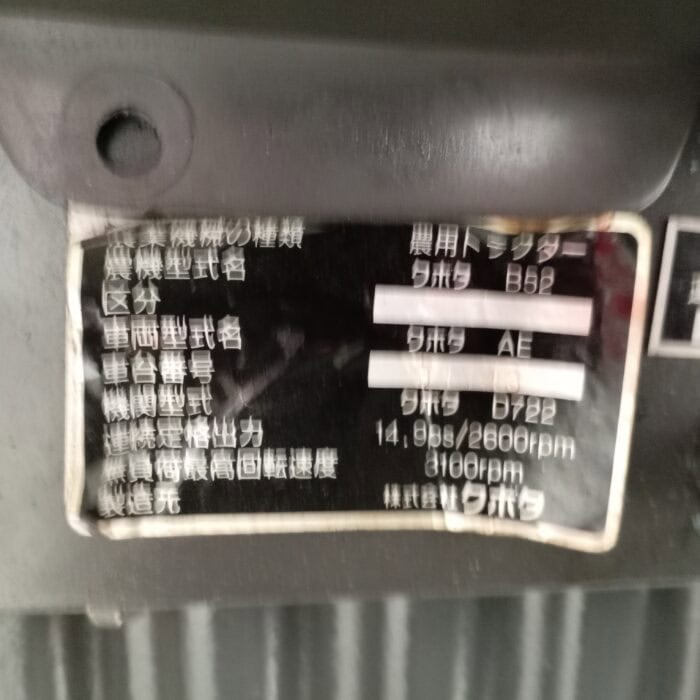 農業機械の種類 農用トラクター
農機型式名 クボタ B52
区分
車両型式名 クボタ AE
車台番号
機関型式 クボタ D722
連続定格出力 14.9ps/2600rpm
無負荷最高回転速度 3100rpm
製造元 株式会社クボタ